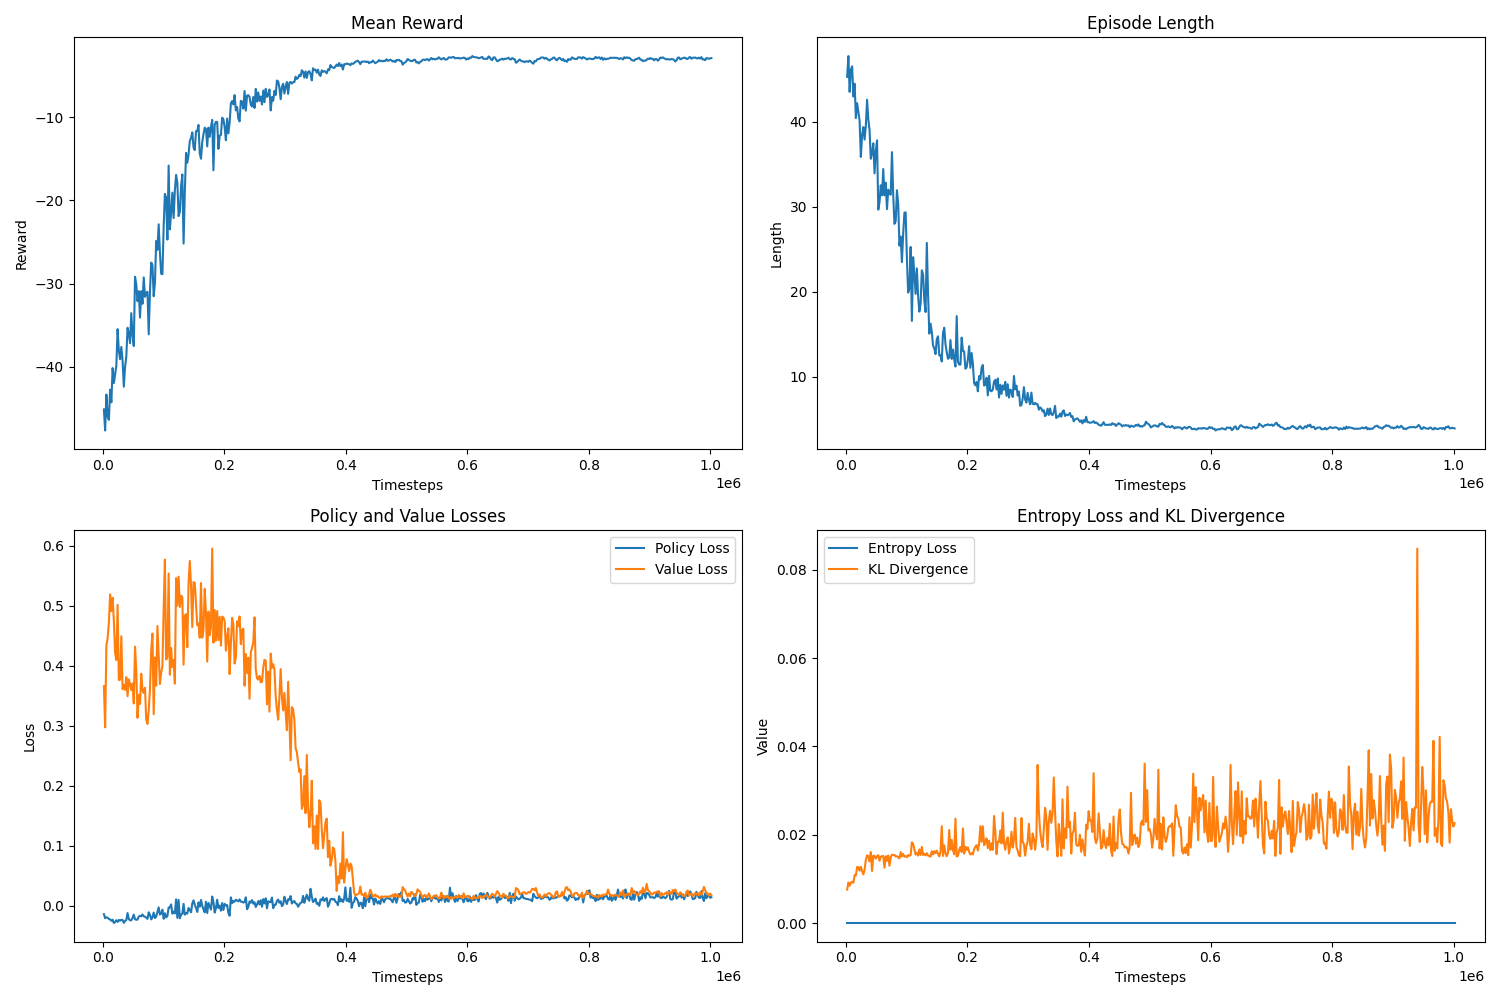 Mean Reward
Reward
−10
−20
−30
−40
0.0 0.2 0.4 0.6 0.8 1.0
1e6
Timesteps
Episode Length
Length
40
30
20
10
0.0 0.2 0.4 0.6 0.8 1.0
1e6
Timesteps
Policy and Value Losses
Policy Loss
Value Loss
Loss
0.6
0.5
0.4
0.3
0.2
0.1
0.0
0.0 0.2 0.4 0.6 0.8 1.0
1e6
Timesteps
Entropy Loss and KL Divergence
Entropy Loss
KL Divergence
Value
0.08
0.06
0.04
0.02
0.00
0.0 0.2 0.4 0.6 0.8 1.0
1e6
Timesteps